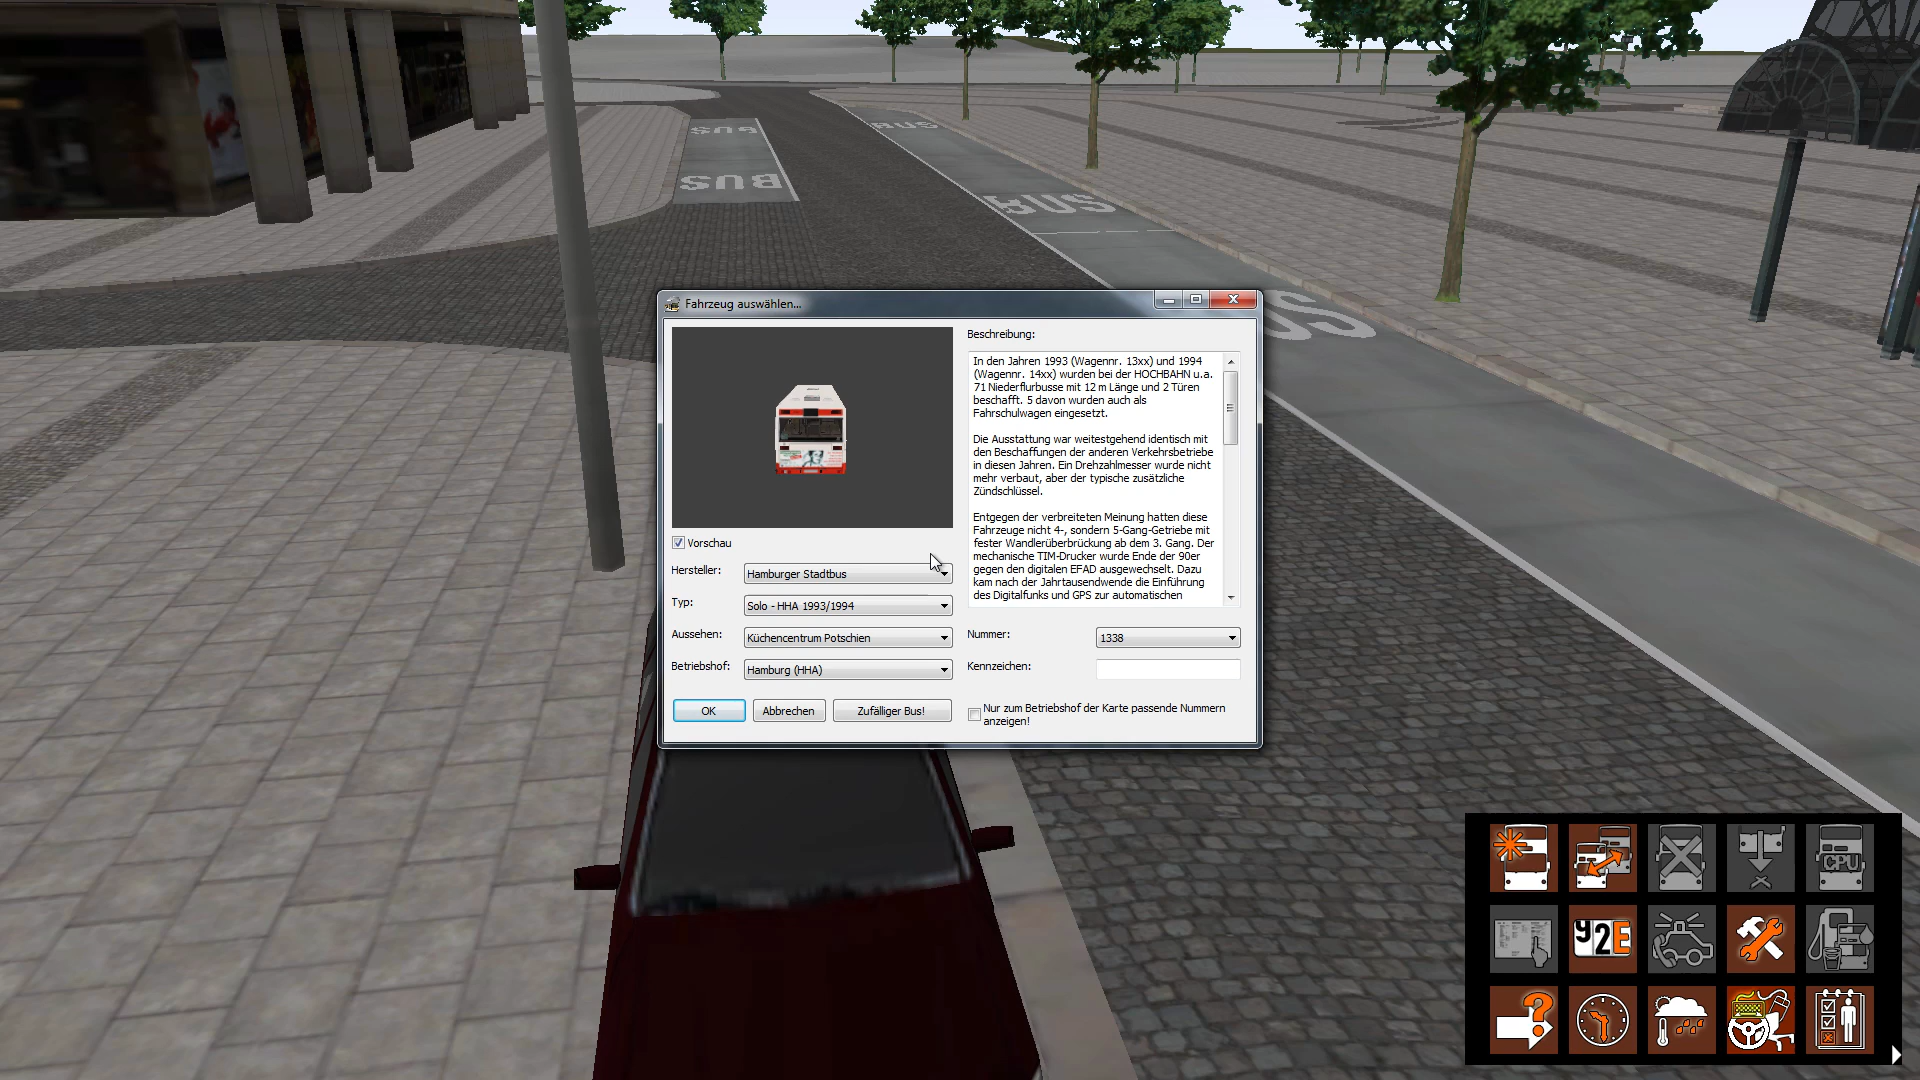 BUS
BUS
BUS
BUS
Fahrzeug auswählen...
Beschreibung:
In den Jahren 1993 (Wagennr. 13xx) und 1994
(Wagennr. 14xx) wurden bei der HOCHBAHN u.a.
71 Niederflurbusse mit 12 m Länge und 2 Türen
beschafft. 5 davon wurden auch als
Fahrschulwagen eingesetzt.
Die Ausstattung war weitestgehend identisch mit
den Beschaffungen der anderen Verkehrsbetriebe
in diesen Jahren. Ein Drehzahlmesser wurde nicht
mehr verbaut, aber der typische zusätzliche
Zündschlüssel.
Entgegen der verbreiteten Meinung hatten diese
Fahrzeuge nicht 4-, sondern 5-Gang-Getriebe mit
fester Wandlerüberbrückung ab dem 3. Gang. Der
mechanische TIM-Drucker wurde Ende der 90er
gegen den digitalen EFAD ausgewechselt. Dazu
kam nach der Jahrtausendwende die Einführung
des Digitalfunks und GPS zur automatischen
Vorschau
Hersteller: Hamburger Stadtbus
Typ: Solo - HHA 1993/1994
Aussehen: Küchencentrum Potschien
Nummer: 1338
Betriebshof: Hamburg (HHA)
Kennzeichen:
OK Abbrechen Zufälliger Bus!
Nur zum Betriebshof der Karte passende Nummern
anzeigen!
CPU
92E
?